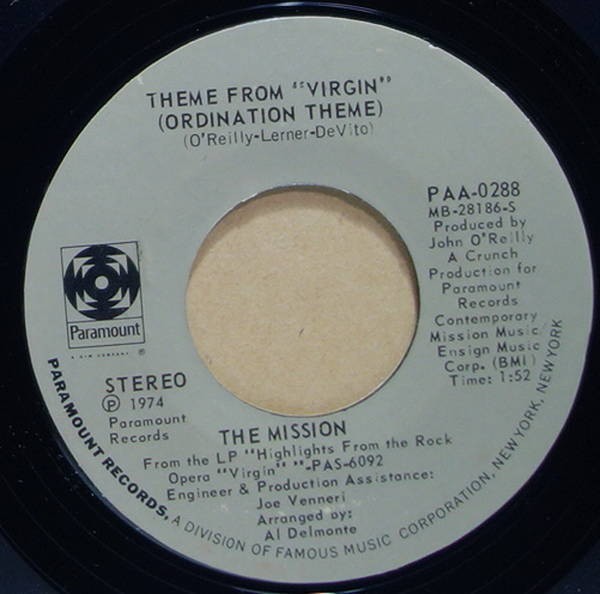 THEME FROM ""VIRGIN""
(ORDINATION THEME)
(O'Reilly-Lerner-DeVito)
PAA-0288
MB-28186-S
Produced by
John O'Reilly
A Crunch
Production for
Paramount
Records
Contemporary
Mission Music/
Ensign Music
Corp. (BMI)
Time: 1:52
Paramount
A G+W COMPANY ®
STEREO
Ⓟ 1974
Paramount
Records
THE MISSION
From the LP "Highlights From the Rock
Opera "Virgin" "-PAS-6092
Engineer & Production Assistance:
Joe Venneri
Arranged by:
Al Delmonte
PARAMOUNT RECORDS, A DIVISION OF FAMOUS MUSIC CORPORATION, NEW YORK, NEW YORK